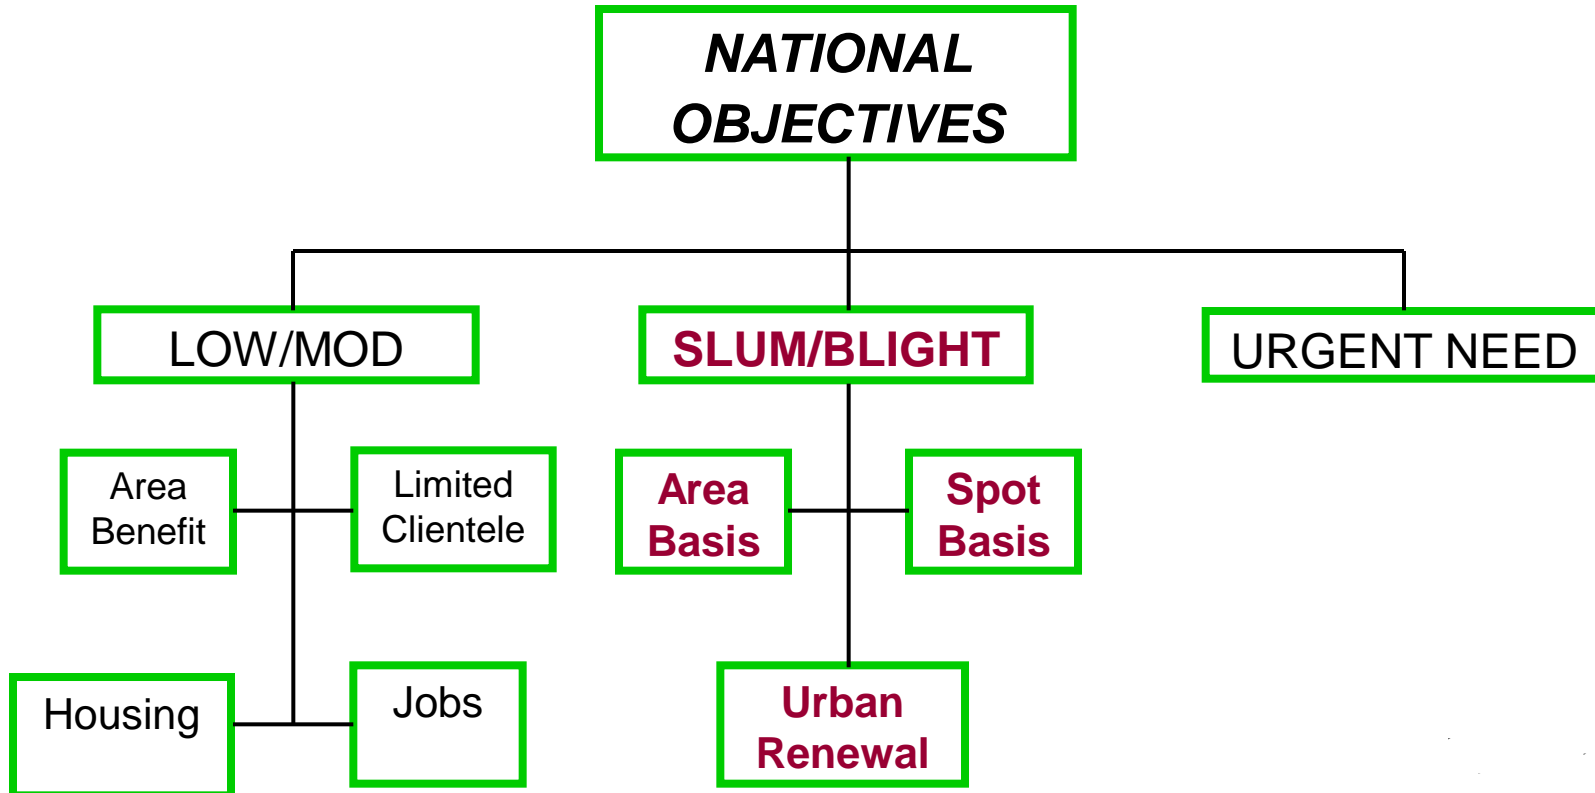 NATIONAL
OBJECTIVES
LOW/MOD
SLUM/BLIGHT
URGENT NEED
Area
Benefit
Limited
Clientele
Area
Basis
Spot
Basis
Housing
Jobs
Urban
Renewal